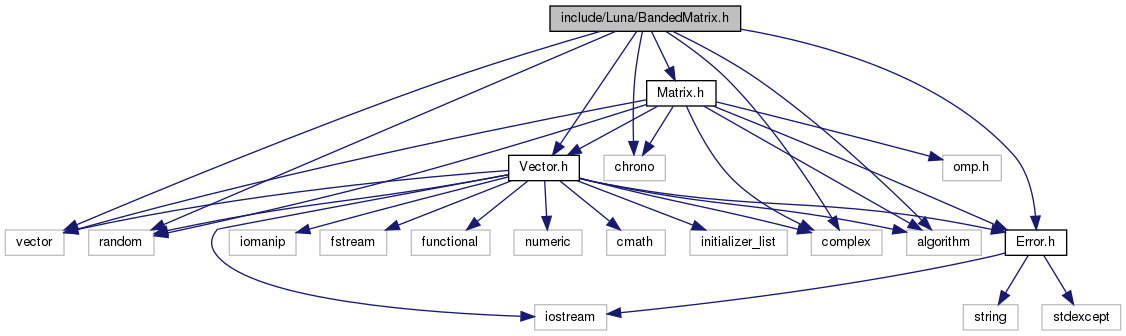 include/Luna/BandedMatrix.h
Matrix.h
Vector.h
chrono
omp.h
vector
random
iomanip
fstream
functional
numeric
cmath
initializer_list
complex
algorithm
Error.h
iostream
string
stdexcept